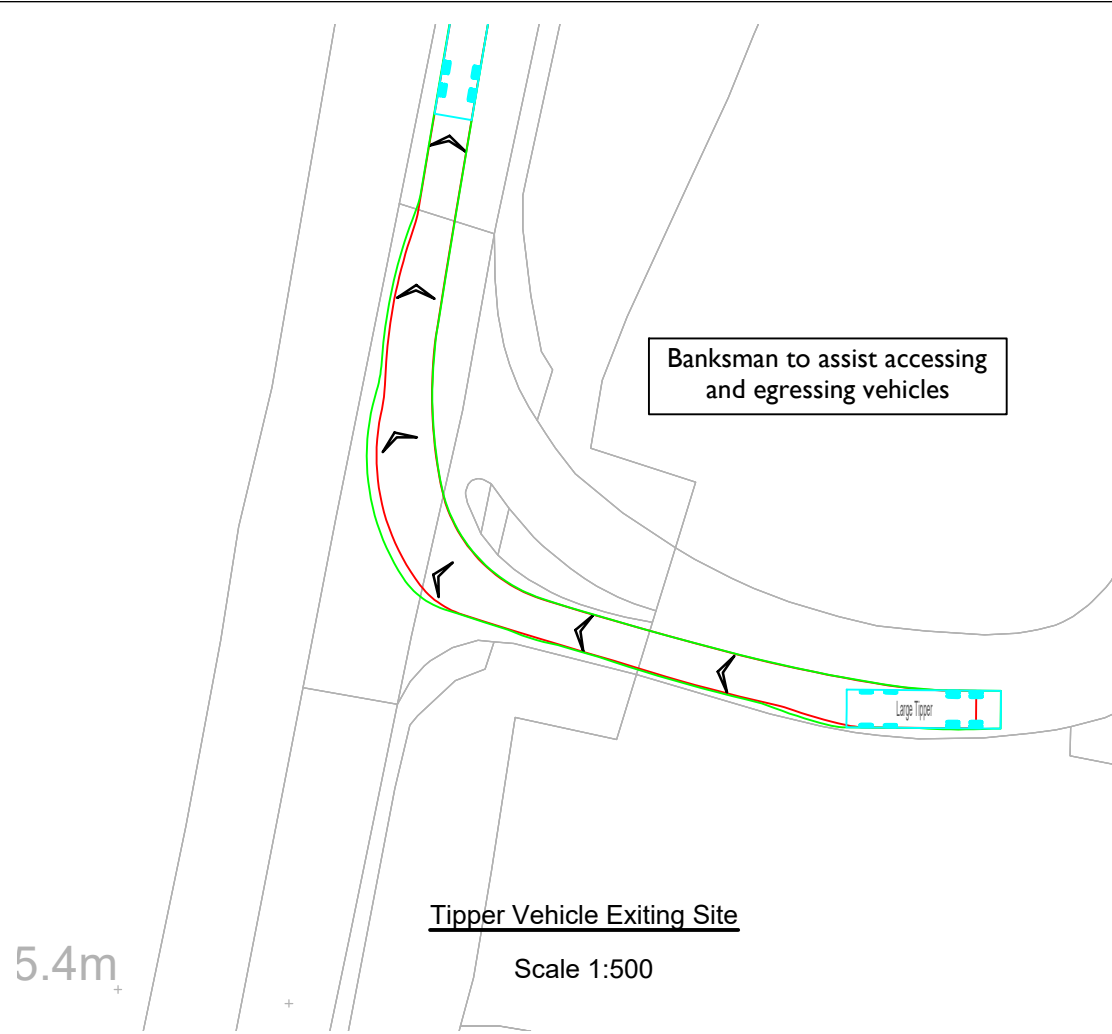 Banksman to assist accessing
and egressing vehicles
Large Tipper
Tipper Vehicle Exiting Site
Scale 1:500
5.4m